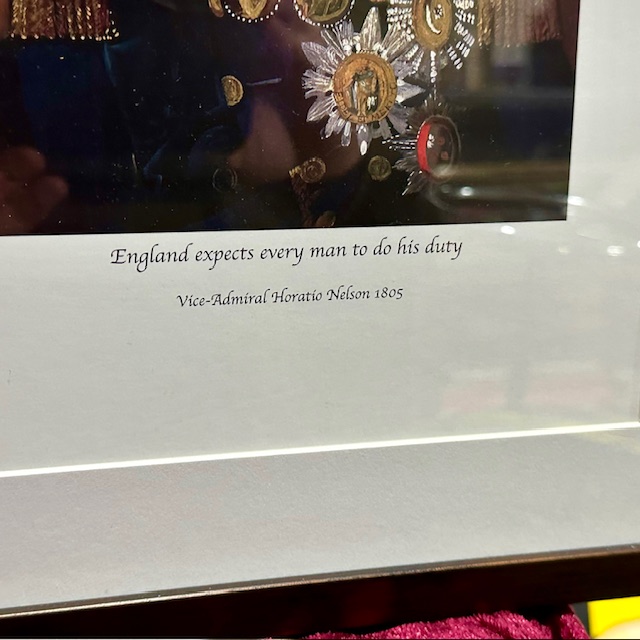 England expects every man to do his duty
Vice-Admiral Horatio Nelson 1805